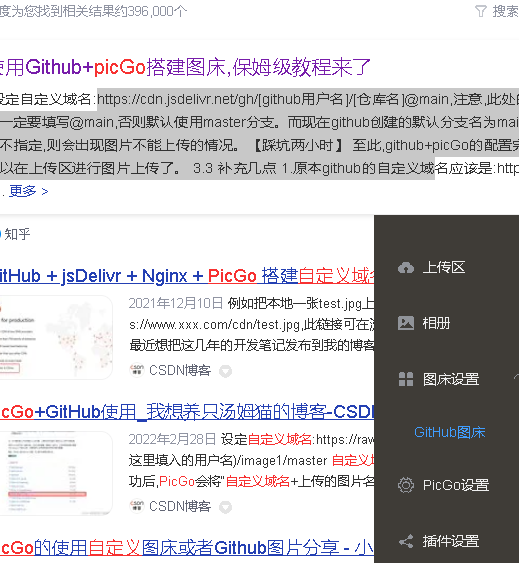 度为您找到相关结果约396,000个
搜索
使用Github+picGo搭建图床,保姆级教程来了
设定自义域名:https://cdn.jsdelivr.net/gh/[github用户名]/[仓库名]@main,注意,此处的
一定要填写@main,否则默认使用master分支。而现在github创建的默认分支名为mai
不指定,则会出现图片不能上传的情况。【踩坑两小时】 至此,github+picGo的配置完
以在上传区进行图片上传了。 3.3 补充几点 1.原本github的自定义域名应该是:http
. 更多 >
知乎
itHub + jsDelivr + Nginx + PicGo 搭建自定义域名
2021年12月10日 例如把本地一张test.jpg上
s://www.xxx.com/cdn/test.jpg,此链接可在
最近想把这几年的开发笔记发布到我的博客
for production
CSDN CSDN博客
icGo+GitHub使用_我想养只汤姆猫的博客-CSD
2022年2月28日 设定自定义域名:https://rav
这里填入的用户名)/image1/master 自定义域
功后,PicGo会将"自定义域名+上传的图片名
CSDN CSDN博客
icGo的使用自定义图床或者Github图片分享 - 小
上传区
相册
图床设置
GitHub图床
PicGo设置
插件设置